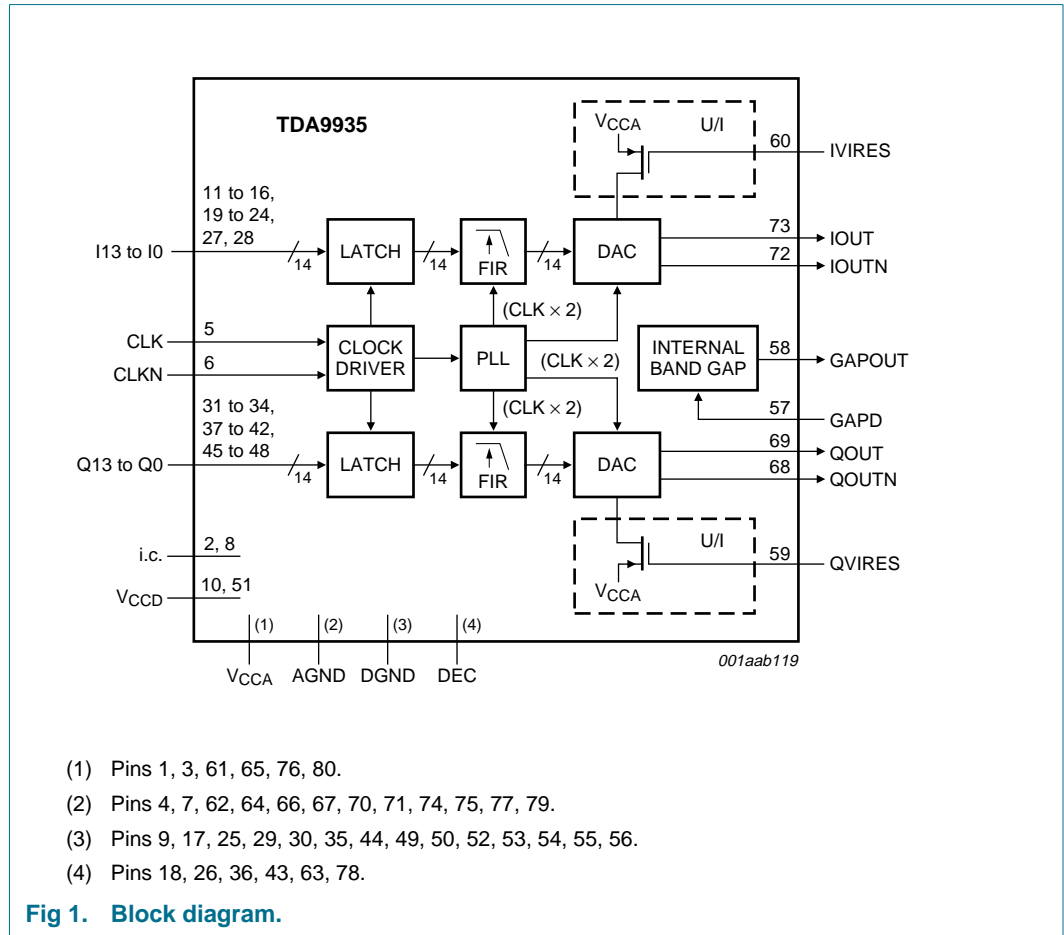 TDA9935
VCCA
U/I
60
IVIRES
11 to 16,
19 to 24,
27, 28
I13 to I0
14
LATCH
14
FIR
14
DAC
73
IOUT
72
IOUTN
(CLK × 2)
CLK
5
CLKN
6
CLOCK
DRIVER
PLL
(CLK × 2)
INTERNAL
BAND GAP
58
GAPOUT
(CLK × 2)
57
GAPD
31 to 34,
37 to 42,
45 to 48
Q13 to Q0
14
LATCH
14
FIR
14
DAC
69
QOUT
68
QOUTN
U/I
59
QVIRES
VCCA
i.c.
2, 8
VCCD
10, 51
(1)
(2)
(3)
(4)
VCCA
AGND
DGND
DEC
001aab119
(1) Pins 1, 3, 61, 65, 76, 80.
(2) Pins 4, 7, 62, 64, 66, 67, 70, 71, 74, 75, 77, 79.
(3) Pins 9, 17, 25, 29, 30, 35, 44, 49, 50, 52, 53, 54, 55, 56.
(4) Pins 18, 26, 36, 43, 63, 78.
Fig 1. Block diagram.